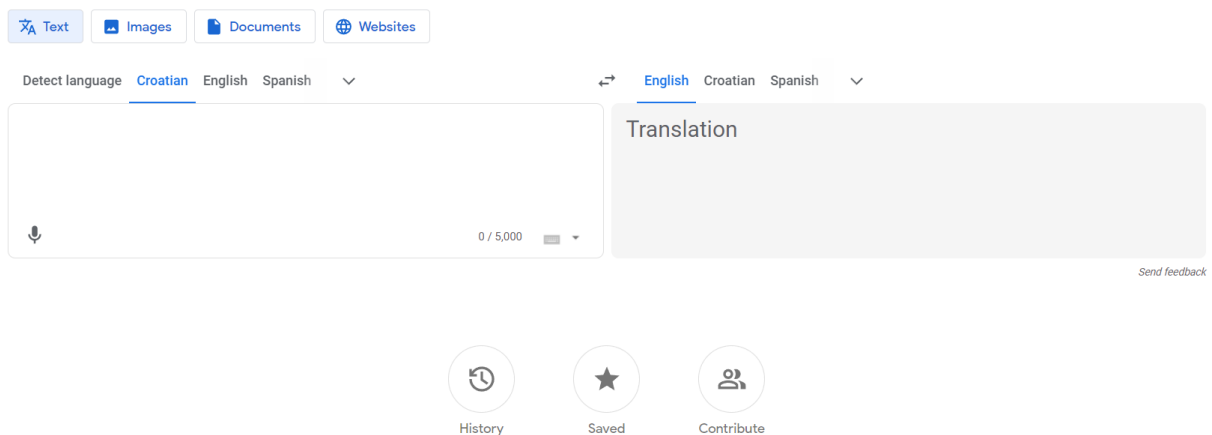 Text Images Documents Websites
Detect language Croatian English Spanish English Croatian Spanish
Translation
0 / 5,000
Send feedback
History Saved Contribute